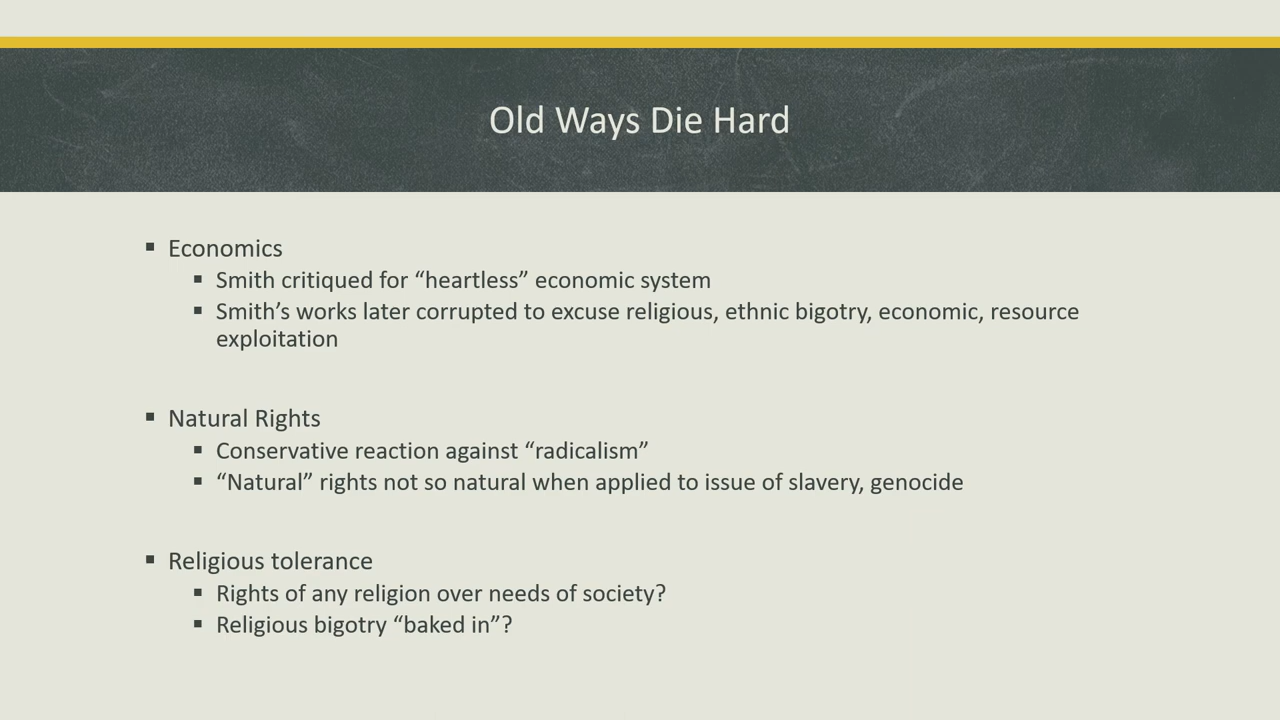 Old Ways Die Hard
▪ Economics
▪ Smith critiqued for “heartless” economic system
▪ Smith’s works later corrupted to excuse religious, ethnic bigotry, economic, resource
exploitation
▪ Natural Rights
▪ Conservative reaction against “radicalism”
▪ “Natural” rights not so natural when applied to issue of slavery, genocide
▪ Religious tolerance
▪ Rights of any religion over needs of society?
▪ Religious bigotry “baked in”?